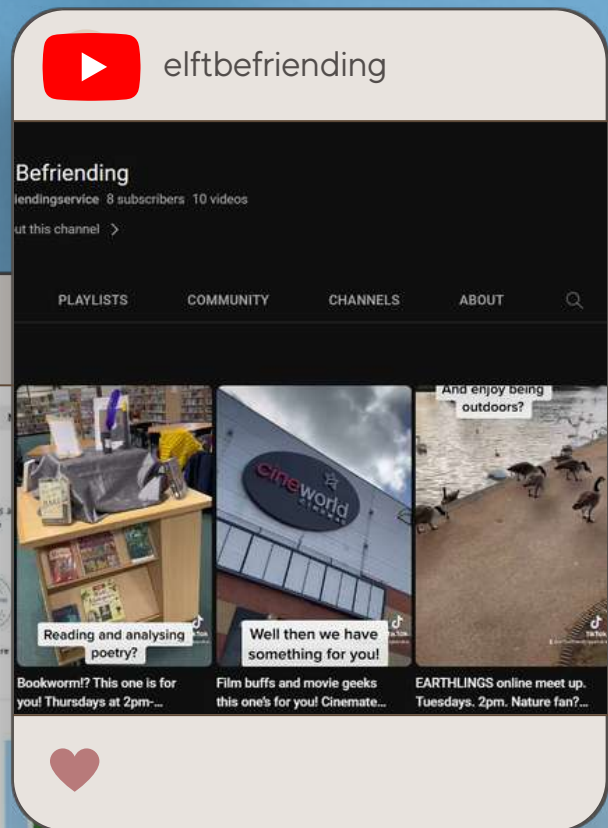 elftbefriending
Befriending
lendingservice 8 subscribers 10 videos
ut this channel >
PLAYLISTS COMMUNITY CHANNELS ABOUT
And enjoy being
outdoors?
cineworld
CINEMAS
Reading and analysing
poetry?
Well then we have
something for you!
Bookworm!? This one is for
you! Thursdays at 2pm-...
Film buffs and movie geeks
this one's for you! Cinemate...
EARTHLINGS online meet up.
Tuesdays. 2pm. Nature fan?...